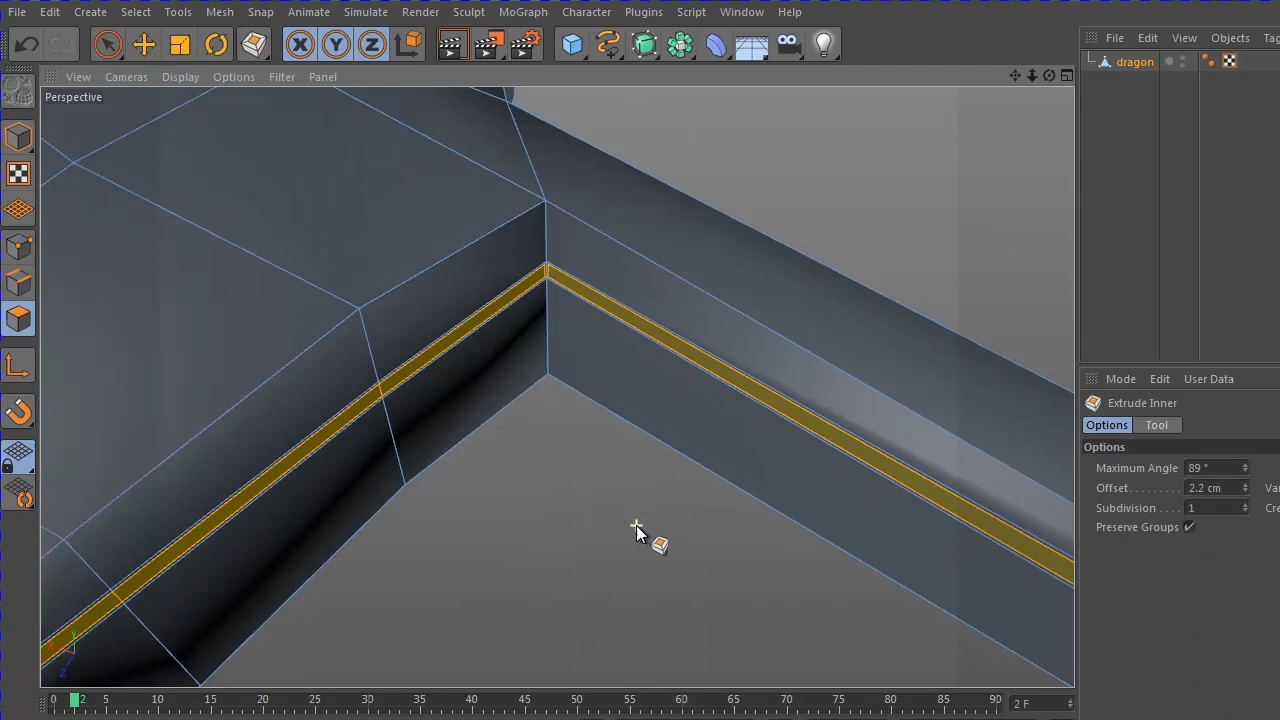 File Edit Create Select Tools Mesh Snap Animate Simulate Render Sculpt MoGraph Character Plugins Script Window Help
X Y Z
File Edit View Objects
View Cameras Display Options Filter Panel
dragon
Perspective
Mode Edit User Data
Extrude Inner
Options Tool
Options
Maximum Angle 89 °
Offset 2.2 cm
Subdivision 1
Preserve Groups
Y
X
Z
0 2 5 10 15 20 25 30 35 40 45 50 55 60 65 70 75 80 85 90 2 F